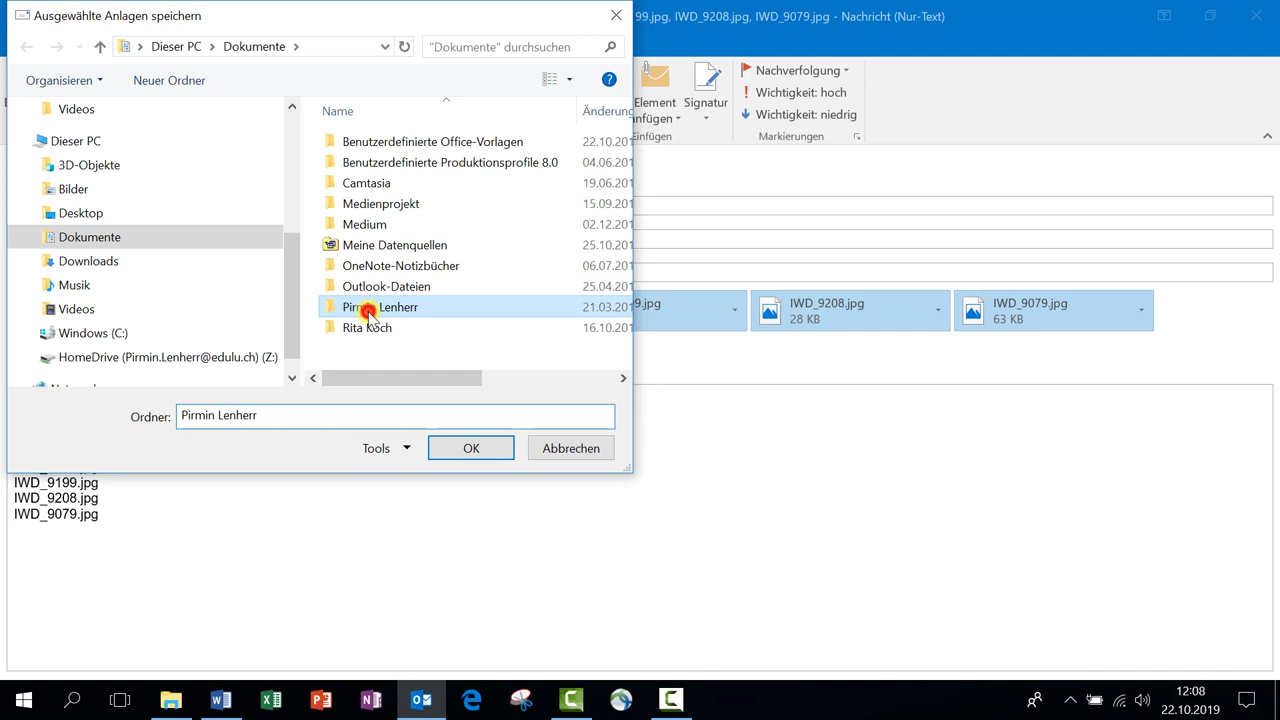 Ausgewählte Anlagen speichern
9199.jpg, IWD_9208.jpg, IWD_9079.jpg - Nachricht (Nur-Text)
Dieser PC
Dokumente
"Dokumente" durchsuchen
Organisieren
Neuer Ordner
Element
einfügen
Signatur
Einfügen
Nachverfolgung
Wichtigkeit: hoch
Wichtigkeit: niedrig
Markierungen
Videos
Dieser PC
3D-Objekte
Bilder
Desktop
Dokumente
Downloads
Musik
Videos
Windows (C:)
HomeDrive (Pirmin.Lenherr@edulu.ch) (Z:)
Name
Änderung
Benutzerdefinierte Office-Vorlagen
22.10.201
Benutzerdefinierte Produktionsprofile 8.0
04.06.201
Camtasia
19.06.201
Medienprojekt
15.09.201
Medium
02.12.201
Meine Datenquellen
25.10.201
OneNote-Notizbücher
06.07.201
Outlook-Dateien
25.04.201
Pirmin Lenherr
21.03.201
Rita Koch
16.10.201
9.jpg
IWD_9208.jpg
28 KB
IWD_9079.jpg
63 KB
Ordner:
Pirmin Lenherr
Tools
OK
Abbrechen
IWD_9199.jpg
IWD_9208.jpg
IWD_9079.jpg
12:08
22.10.2019